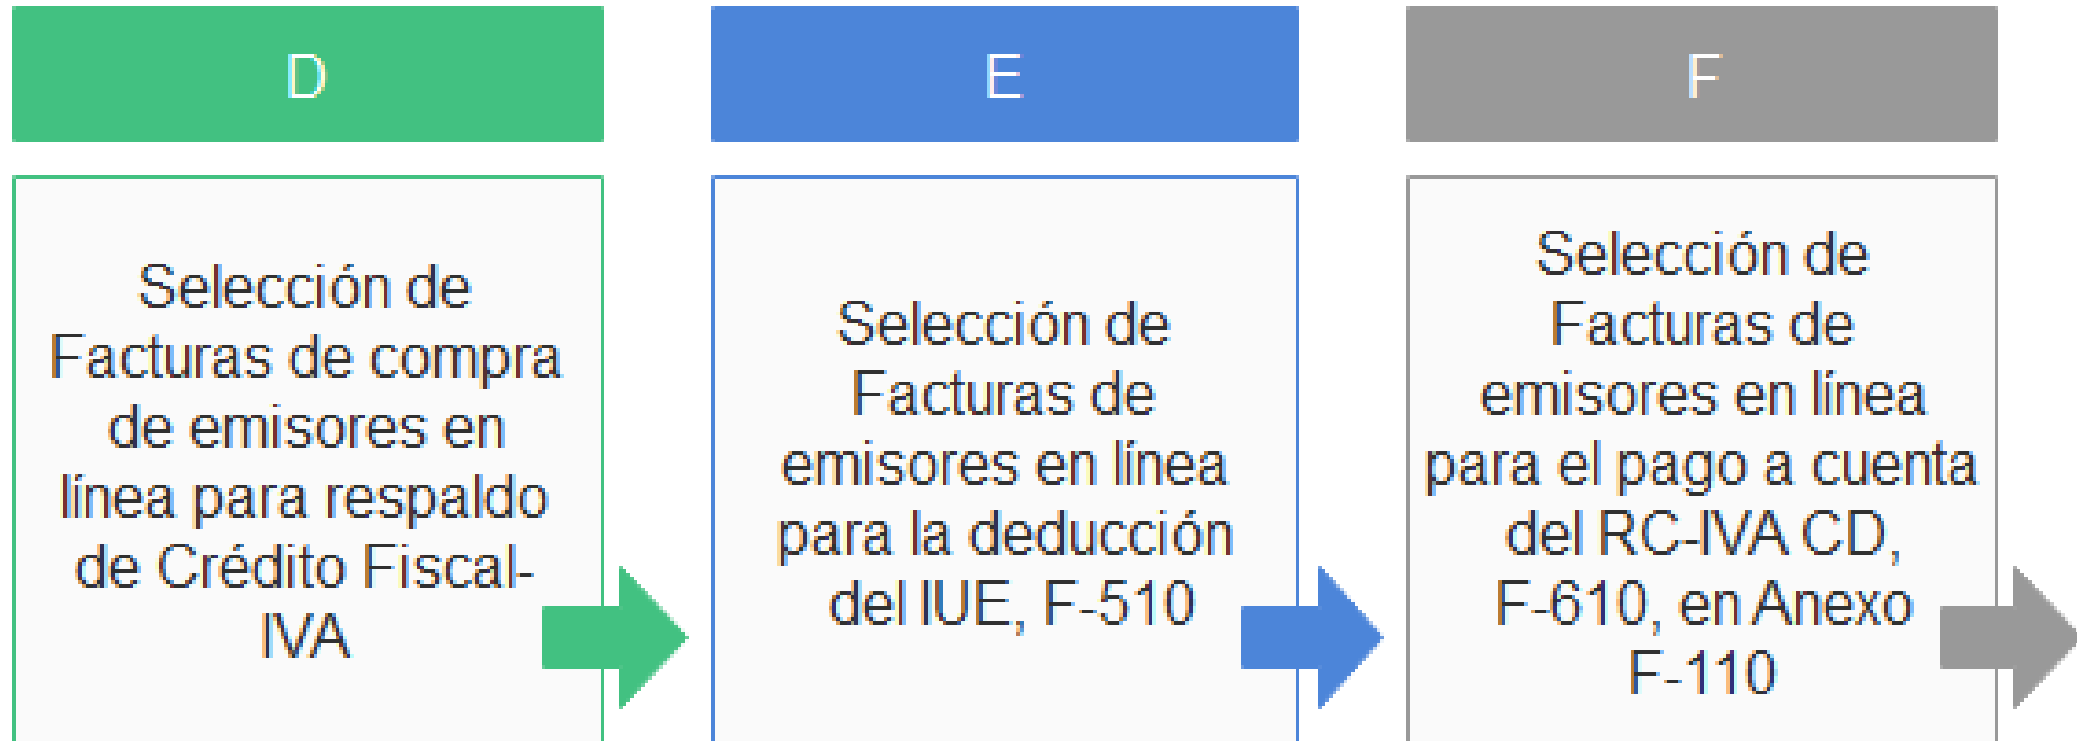 D
Selección de
Facturas de compra
de emisores en
línea para respaldo
de Crédito Fiscal-
IVA
E
Selección de
Facturas de
emisores en línea
para la deducción
del IUE, F-510
F
Selección de
Facturas de
emisores en línea
para el pago a cuenta
del RC-IVA CD,
F-610, en Anexo
F-110